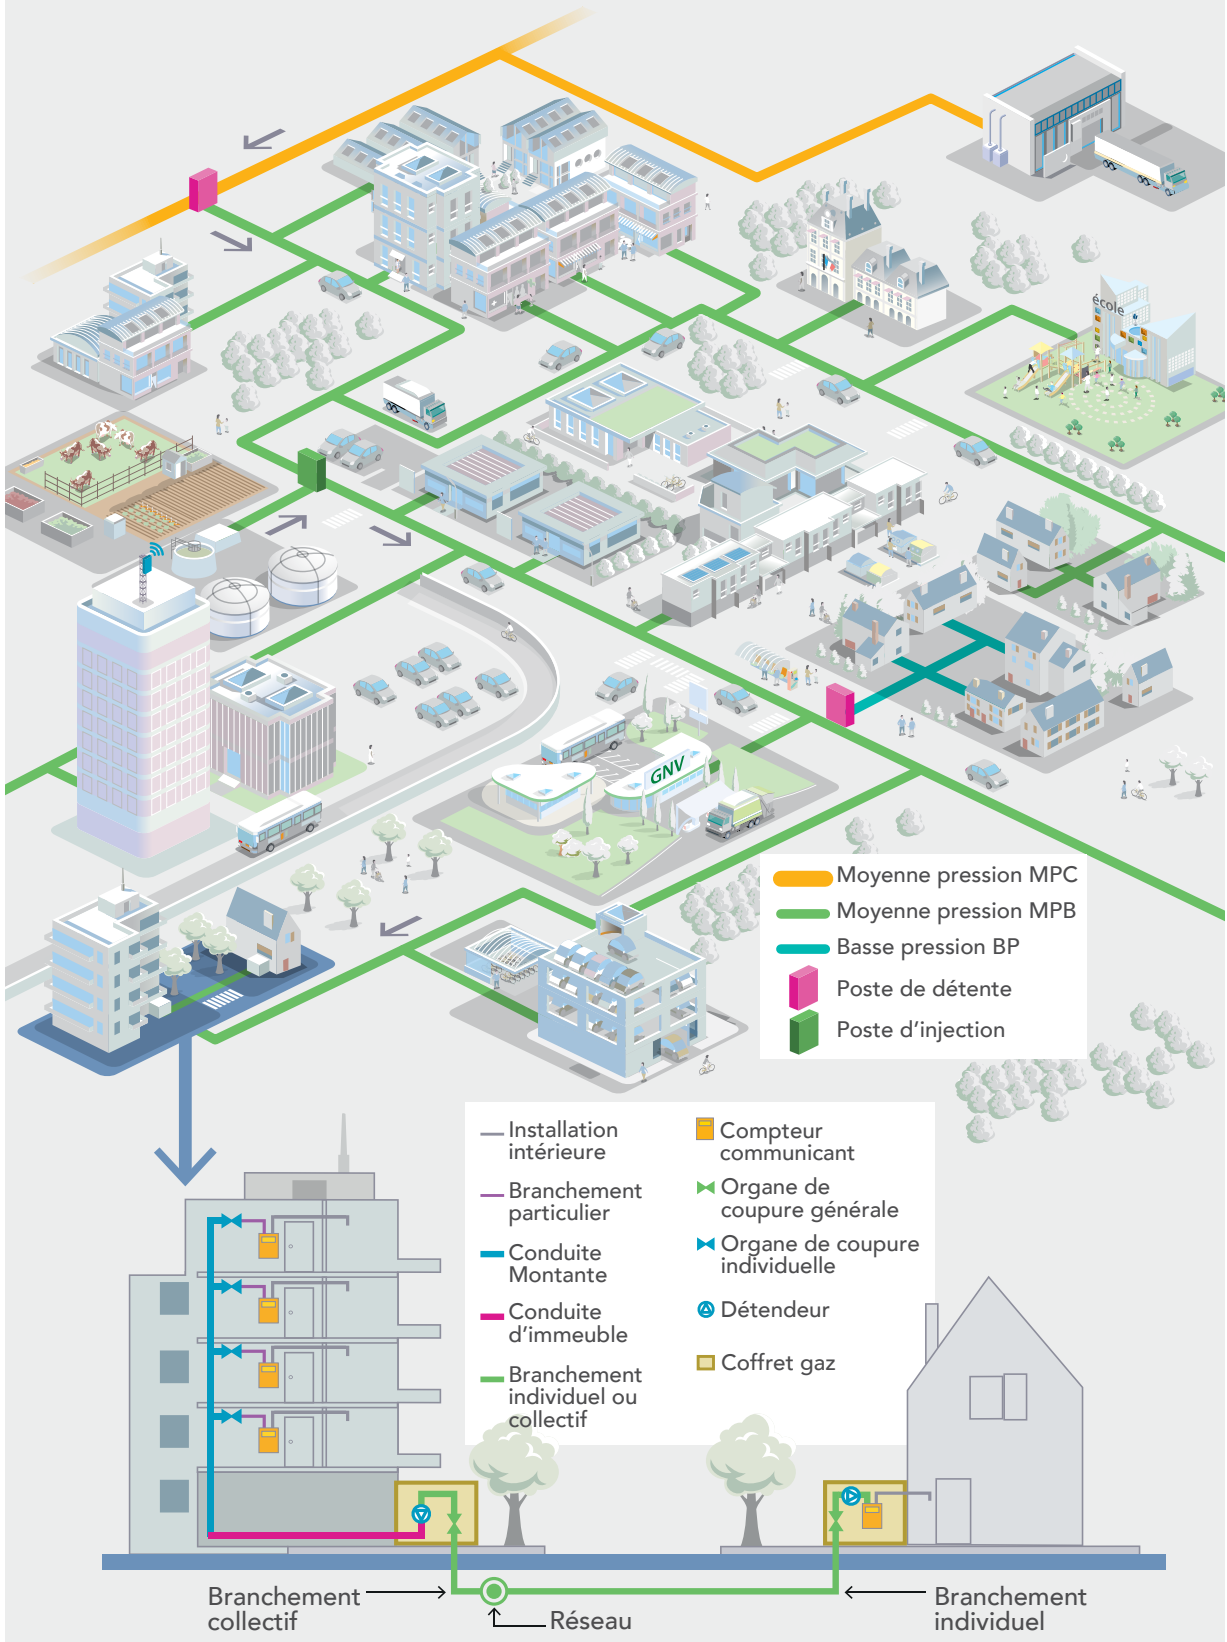 école
GNV
Moyenne pression MPC
Moyenne pression MPB
Basse pression BP
Poste de détente
Poste d'injection
Installation
intérieure
Branchement
particulier
Conduite
Montante
Conduite
d'immeuble
Branchement
individuel ou
collectif
Compteur
communicant
Organe de
coupure générale
Organe de coupure
individuelle
Détendeur
Coffret gaz
Branchement
collectif
Réseau
Branchement
individuel